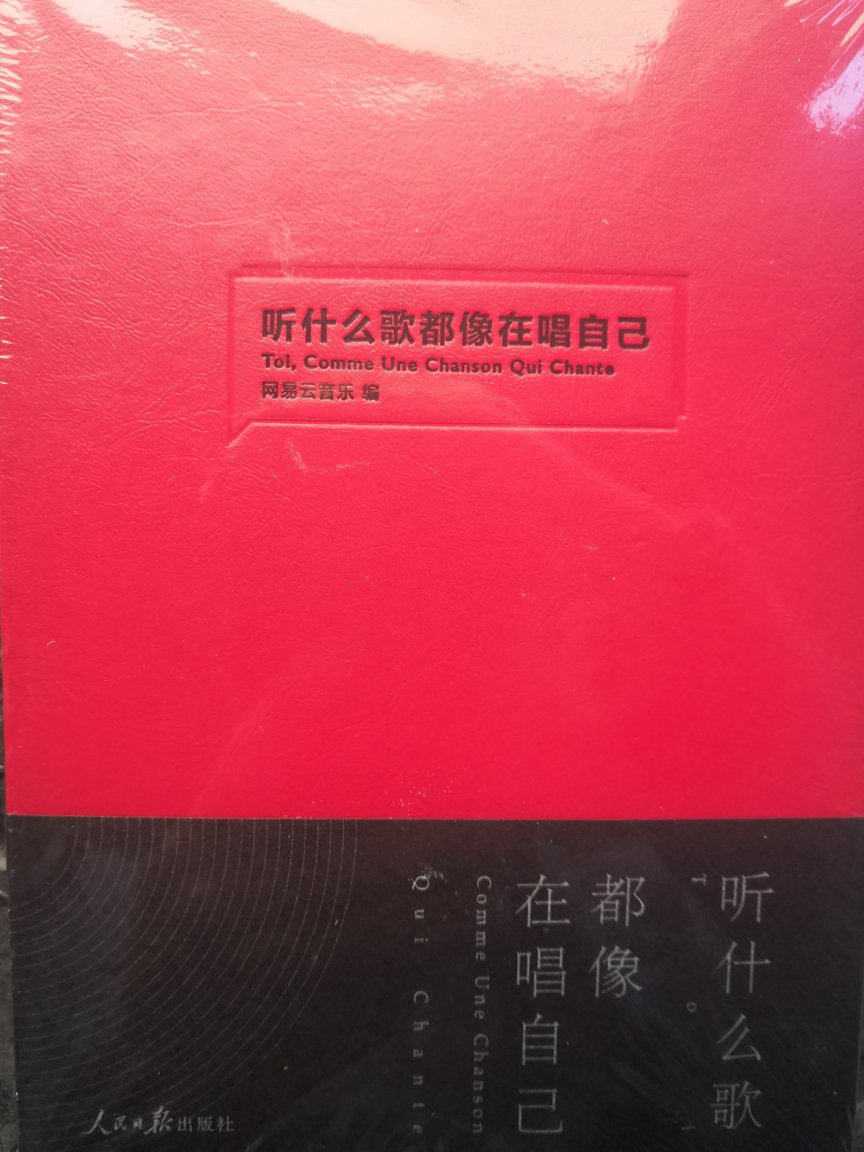 听什么歌都像在唱自己
Toi, Comme Une Chanson Qui Chante
网易云音乐 编
听什么歌
都像
在唱自己
Comme Une Chanson
Qui Chante
人民日报出版社